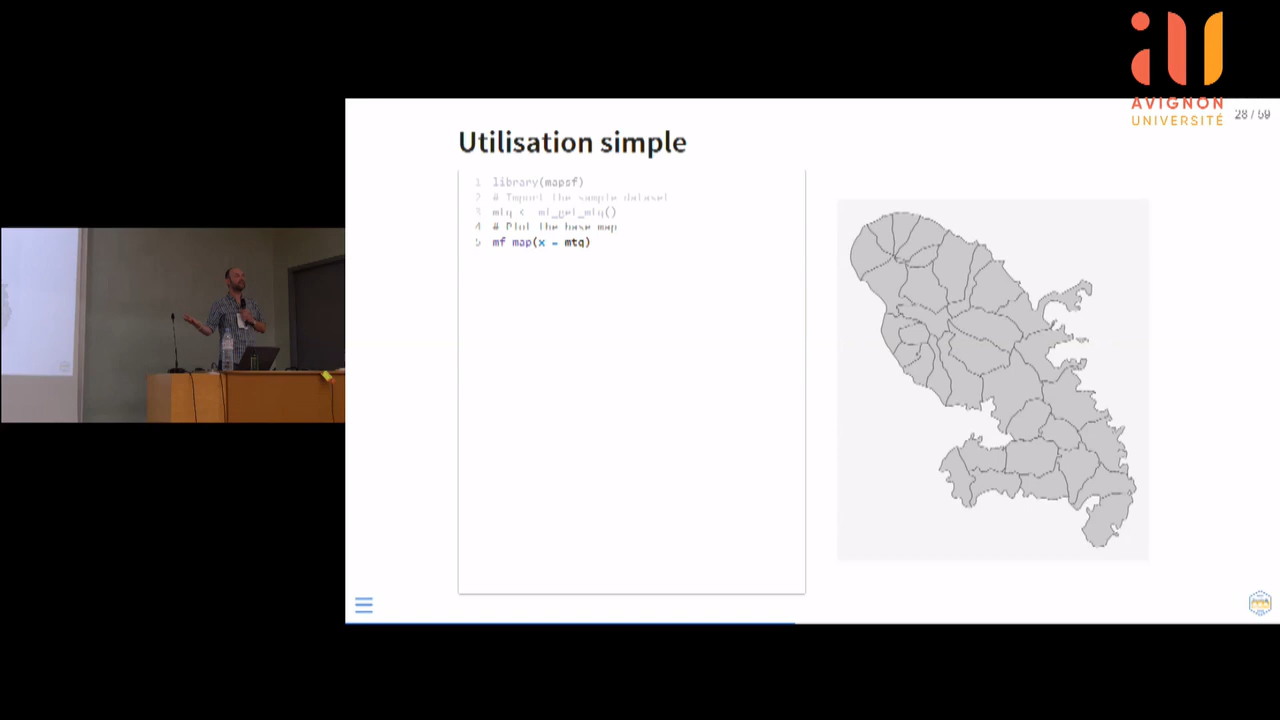 AVIGNON
UNIVERSITÉ
28 / 59
Utilisation simple
1 library(mapsf)
2 # Import the sample dataset
3 mtq <- mf_get_mtq()
4 # Plot the base map
5 mf_map(x = mtq)